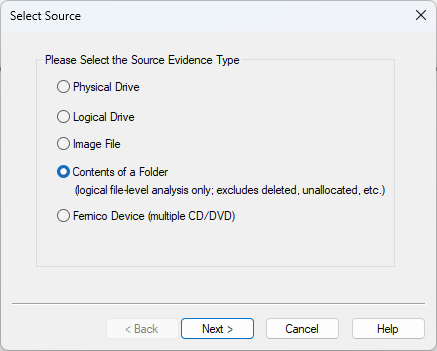 Select Source
Please Select the Source Evidence Type
Physical Drive
Logical Drive
Image File
Contents of a Folder
(logical file-level analysis only; excludes deleted, unallocated, etc.)
Fernico Device (multiple CD/DVD)
< Back
Next >
Cancel
Help